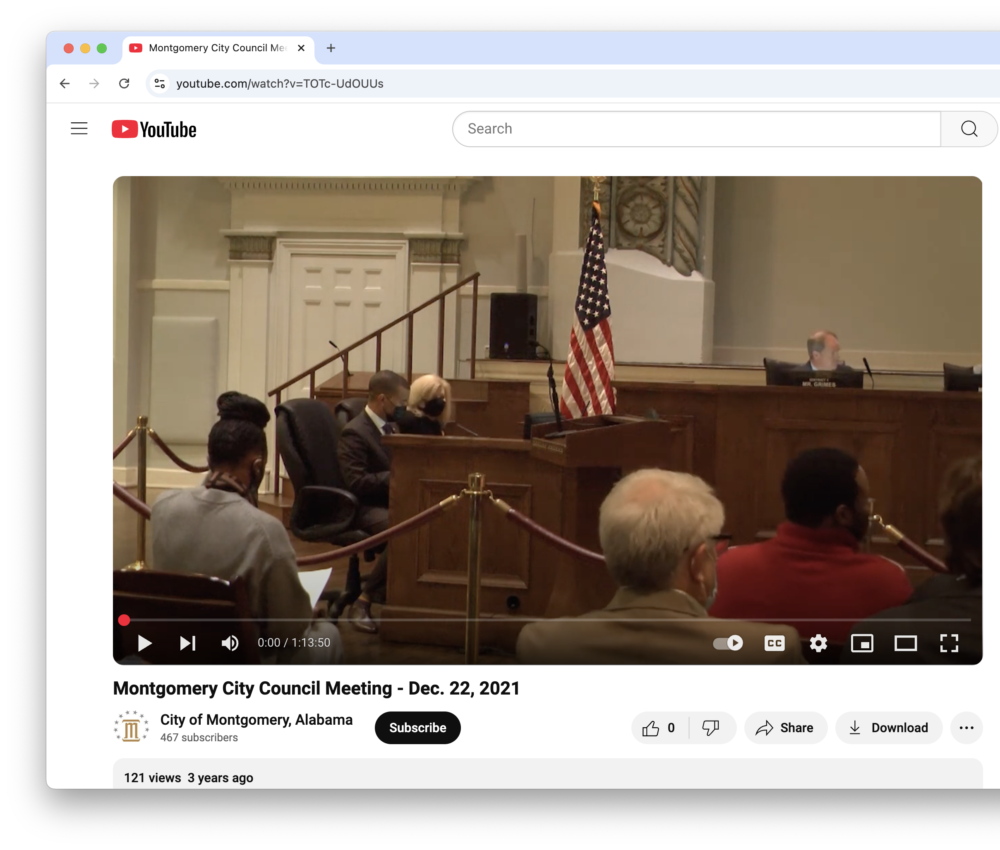 Montgomery City Council Mee
youtube.com/watch?v=TOTc-UdOUUs
YouTube
Search
MR. GRIMES
0:00 / 1:13:50
CC
Montgomery City Council Meeting - Dec. 22, 2021
City of Montgomery, Alabama
467 subscribers
Subscribe
0
Share
Download
121 views 3 years ago